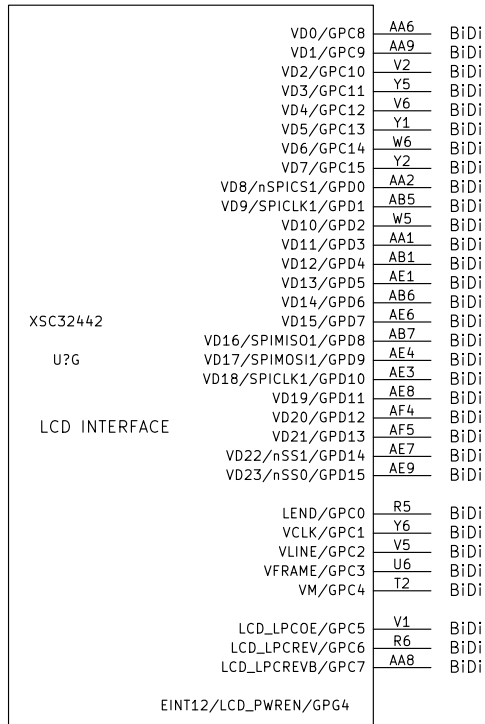 VD0/GPC8 AA6 BiDi
VD1/GPC9 AA9 BiDi
VD2/GPC10 V2 BiDi
VD3/GPC11 Y5 BiDi
VD4/GPC12 V6 BiDi
VD5/GPC13 Y1 BiDi
VD6/GPC14 W6 BiDi
VD7/GPC15 Y2 BiDi
VD8/nSPICS1/GPD0 AA2 BiDi
VD9/SPICLK1/GPD1 AB5 BiDi
VD10/GPD2 W5 BiDi
VD11/GPD3 AA1 BiDi
VD12/GPD4 AB1 BiDi
VD13/GPD5 AE1 BiDi
VD14/GPD6 AB6 BiDi
XSC32442 VD15/GPD7 AE6 BiDi
VD16/SPIMISO1/GPD8 AB7 BiDi
U?G VD17/SPIMOSI1/GPD9 AE4 BiDi
VD18/SPICLK1/GPD10 AE3 BiDi
VD19/GPD11 AE8 BiDi
VD20/GPD12 AF4 BiDi
LCD INTERFACE VD21/GPD13 AF5 BiDi
VD22/nSS1/GPD14 AE7 BiDi
VD23/nSS0/GPD15 AE9 BiDi
LEND/GPC0 R5 BiDi
VCLK/GPC1 Y6 BiDi
VLINE/GPC2 V5 BiDi
VFRAME/GPC3 U6 BiDi
VM/GPC4 T2 BiDi
LCD_LPCOE/GPC5 V1 BiDi
LCD_LPCREV/GPC6 R6 BiDi
LCD_LPCREVB/GPC7 AA8 BiDi
EINT12/LCD_PWREN/GPG4